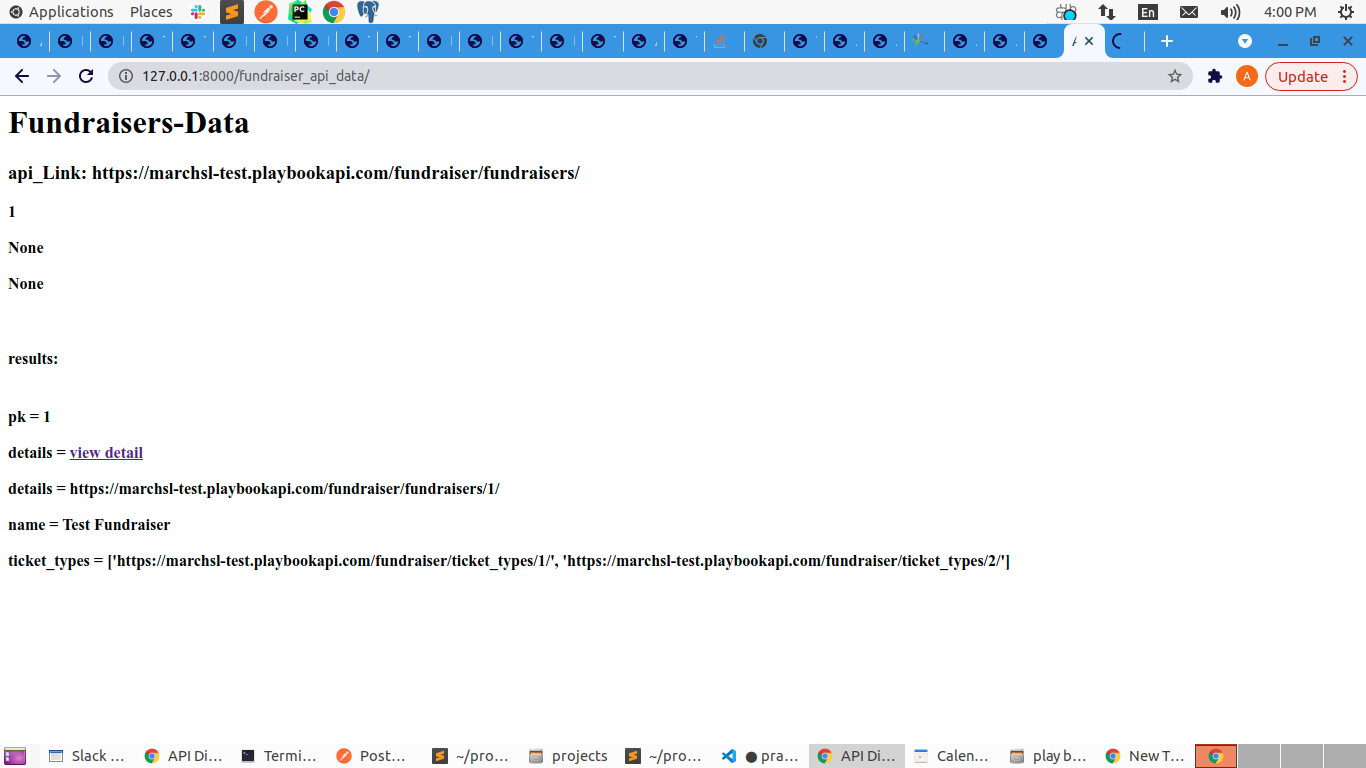 Applications Places En 4:00 PM
A
127.0.0.1:8000/fundraiser_api_data/ A Update
Fundraisers-Data
api_Link: https://marchsl-test.playbookapi.com/fundraiser/fundraisers/
1
None
None
results:
pk = 1
details = view detail
details = https://marchsl-test.playbookapi.com/fundraiser/fundraisers/1/
name = Test Fundraiser
ticket_types = ['https://marchsl-test.playbookapi.com/fundraiser/ticket_types/1/', 'https://marchsl-test.playbookapi.com/fundraiser/ticket_types/2/']
Slack ... API Di... Termi... Post... ~/pro... projects ~/pro... ● pra... API Di... Calen... play b... New T...